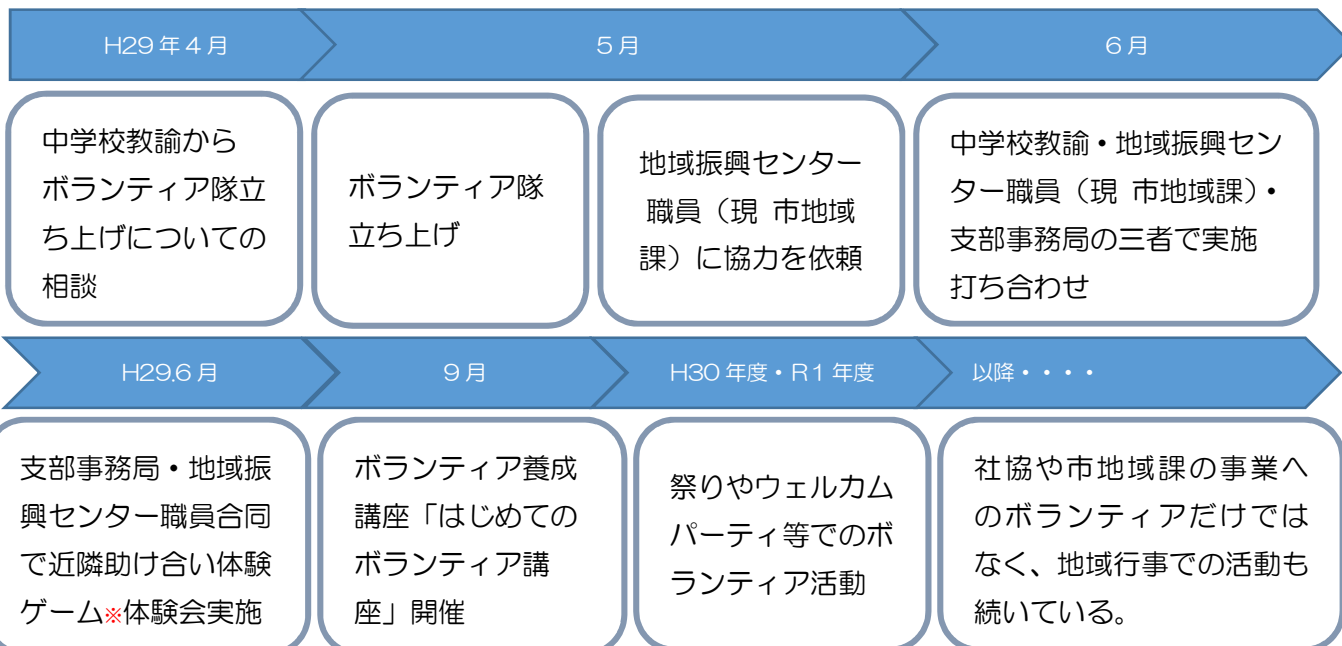 H29年4月
5月
6月
中学校教諭から
ボランティア隊立
ち上げについての
相談
ボランティア隊
立ち上げ
地域振興センター
職員（現 市地域
課）に協力を依頼
中学校教諭・地域振興セン
ター職員（現 市地域課）・
支部事務局の三者で実施
打ち合わせ
H29.6月
9月
H30年度・R1年度
以降・・・・
支部事務局・地域振
興センター職員合同
で近隣助け合い体験
ゲーム※体験会実施
ボランティア養成
講座「はじめての
ボランティア講
座」開催
祭りやウェルカム
パーティ等でのボ
ランティア活動
社協や市地域課の事業へ
のボランティアだけでは
なく、地域行事での活動も
続いている。